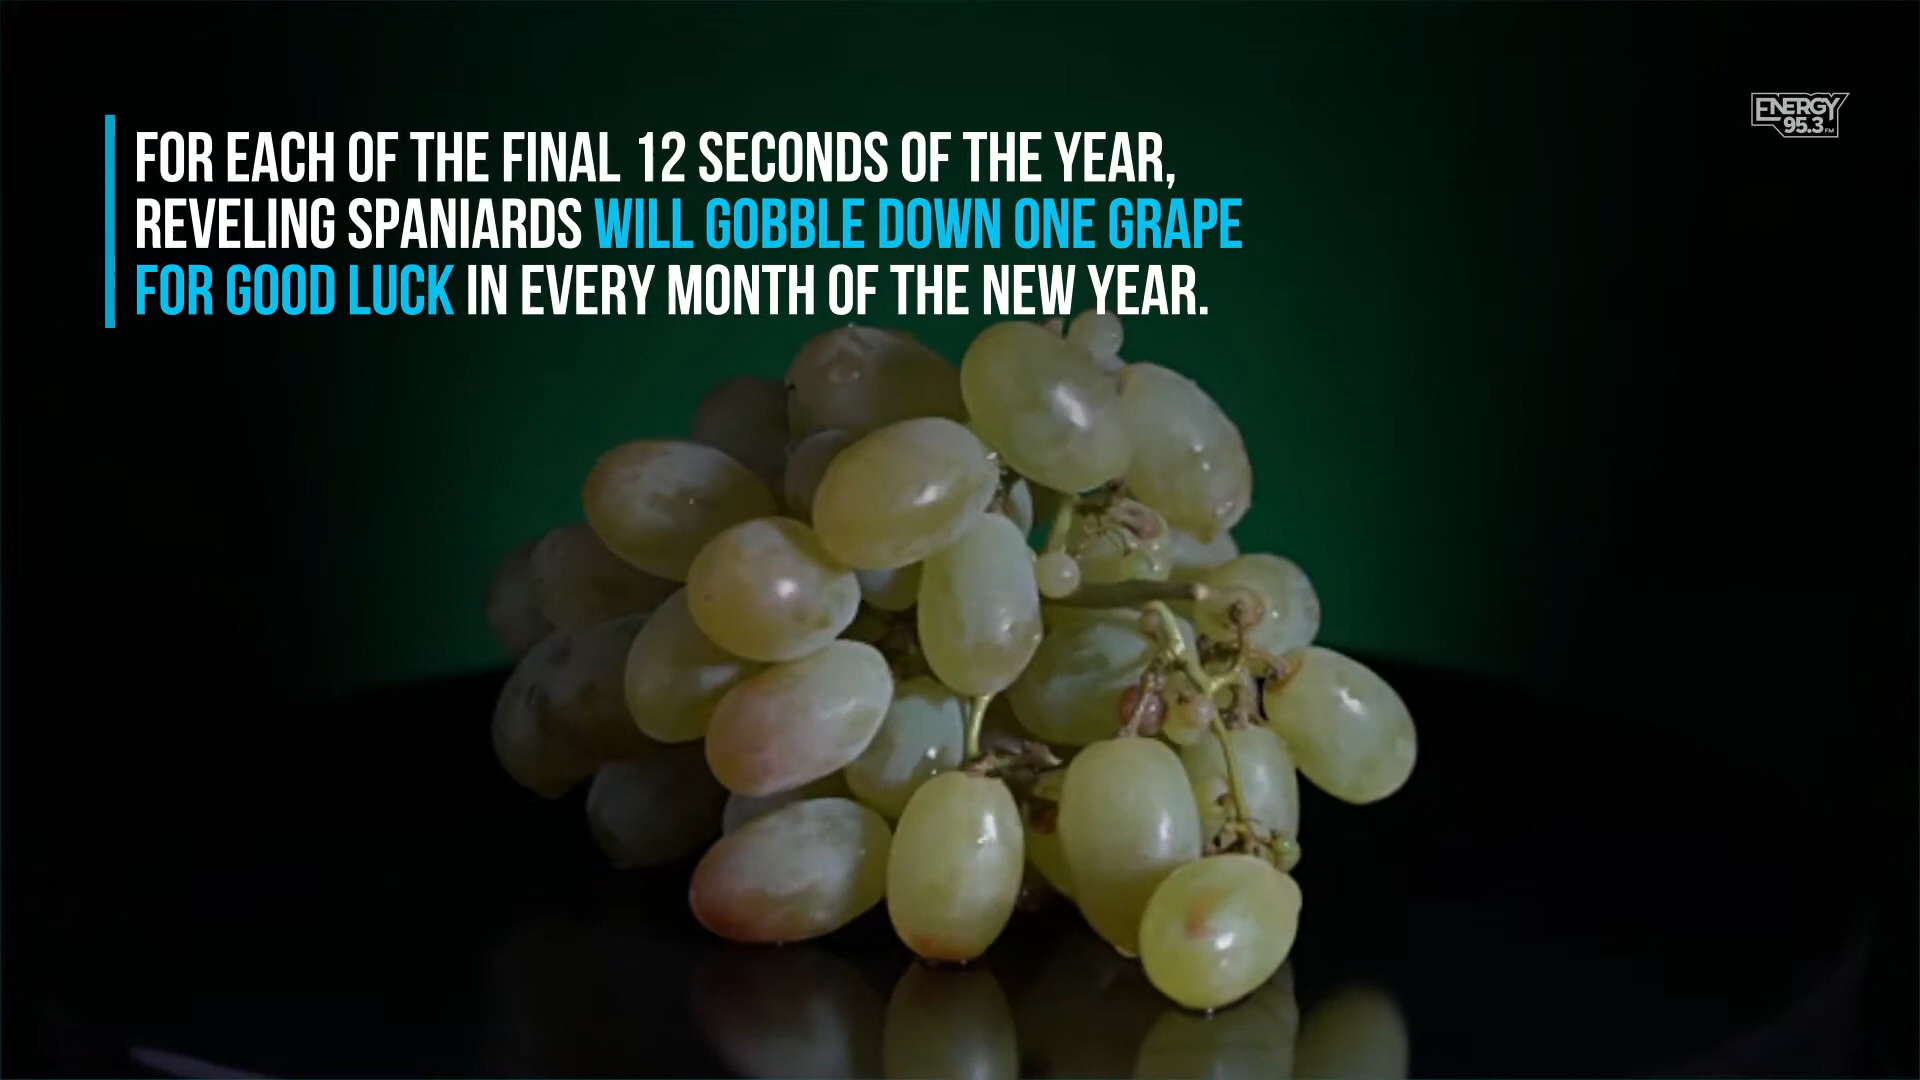 FOR EACH OF THE FINAL 12 SECONDS OF THE YEAR,
REVELING SPANIARDS WILL GOBBLE DOWN ONE GRAPE
FOR GOOD LUCK IN EVERY MONTH OF THE NEW YEAR.
ENERGY
95.3 FM